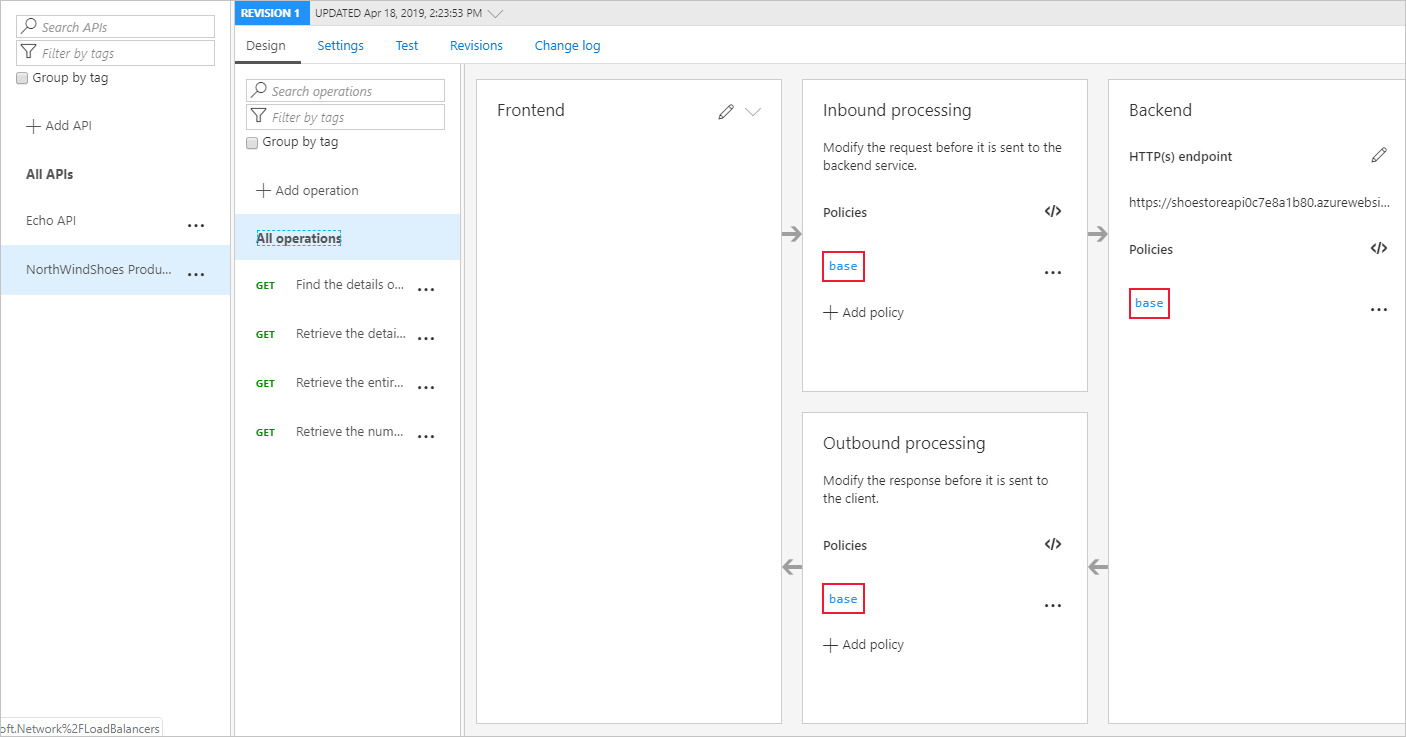 Search APIs
Filter by tags
Group by tag
Add API
All APIs
Echo API
...
NorthWindShoes Produ...
...
oft.Network%2FLoadBalancers
REVISION 1
UPDATED Apr 18, 2019, 2:23:53 PM
Design Settings Test Revisions Change log
Search operations
Filter by tags
Group by tag
Add operation
All operations
GET Find the details o... ...
GET Retrieve the detai... ...
GET Retrieve the entir... ...
GET Retrieve the num... ...
Frontend
Inbound processing
Modify the request before it is sent to the
backend service.
Policies </>
base ...
+ Add policy
Outbound processing
Modify the response before it is sent to
the client.
Policies </>
base ...
+ Add policy
Backend
HTTP(s) endpoint
https://shoestoreapi0c7e8a1b80.azurewebsi...
Policies </>
base ...